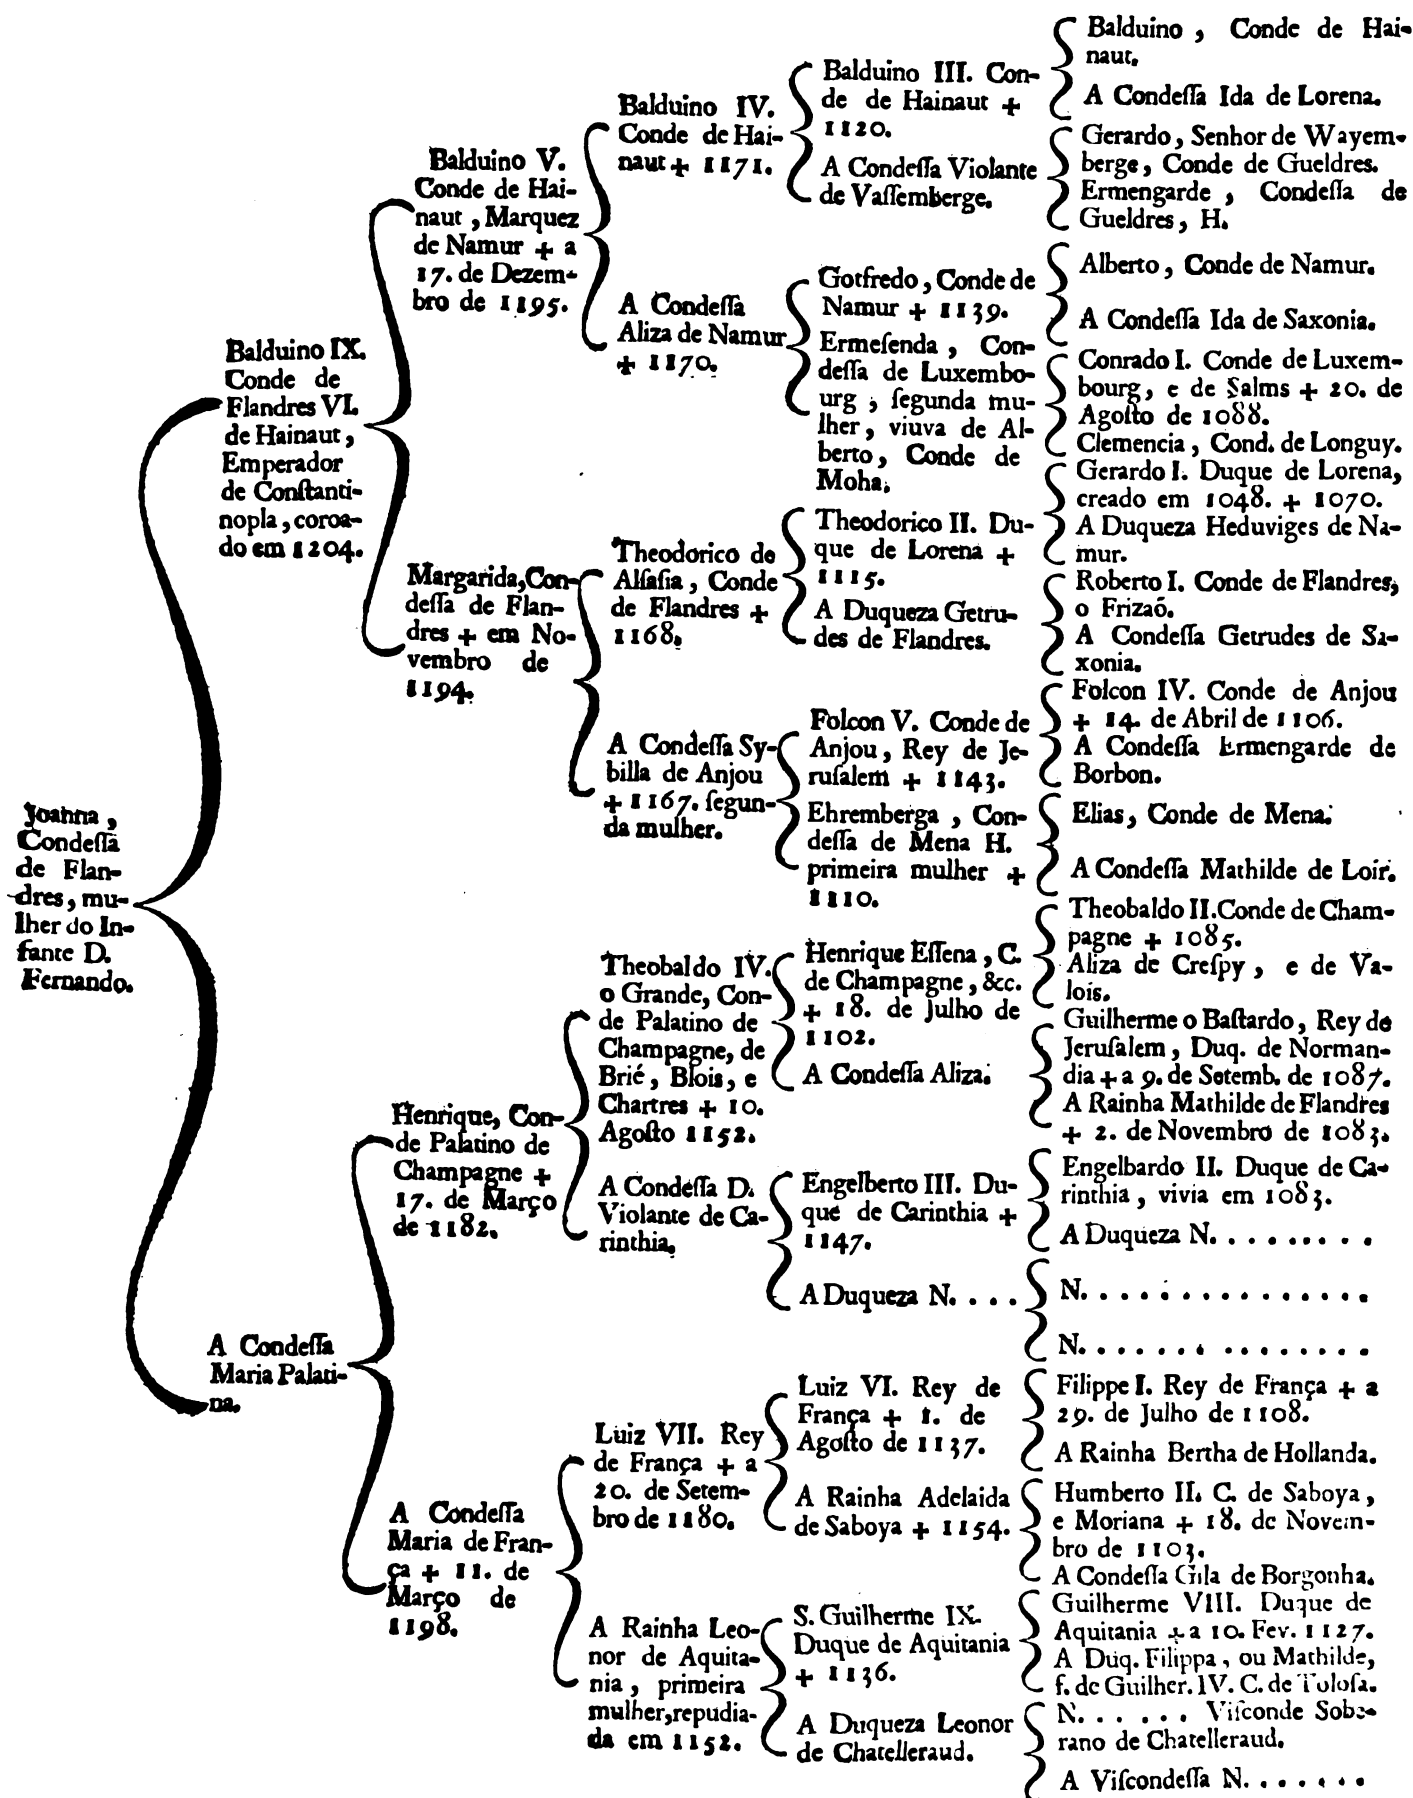 Joanna,
Condeſſa
de Flan-
dres, mu-
lher do In-
fante D.
Fernando.
Balduino IX.
Conde de
Flandres VI.
de Hainaut,
Emperador
de Conſtanti-
nopla, coroa-
do em 1204.
A Condeſſa
Maria Palati-
na.
Balduino V.
Conde de Hai-
naut, Marquez
de Namur + a
17. de Dezem-
bro de 1195.
Margarida, Con-
deſſa de Flan-
dres + em No-
vembro de
1194.
Henrique, Con-
de Palatino de
Champagne +
17. de Março
de 1182.
A Condeſſa
Maria de Fran-
ça + 11. de
Março de
1198.
Balduino IV.
Conde de Hai-
naut + 1171.
A Condeſſa
Aliza de Namur
+ 1170.
Theodorico de
Alſaſia, Conde
de Flandres +
1168.
A Condeſſa Sy-
billa de Anjou
+ 1167. ſegun-
da mulher.
Theobaldo IV.
o Grande, Con-
de Palatino de
Champagne, de
Brié, Blois, e
Chartres + 10.
Agoſto 1152.
A Condeſſa D.
Violante de Ca-
rinthia.
Luiz VII. Rey
de França + a
20. de Setem-
bro de 1180.
A Rainha Leo-
nor de Aquita-
nia, primeira
mulher, repudia-
da em 1152.
Balduino III. Con-
de de Hainaut +
1120.
A Condeſſa Violante
de Vaſſemberge.
Gotfredo, Conde de
Namur + 1139.
Ermeſenda, Con-
deſſa de Luxembo-
urg, ſegunda mu-
lher, viuva de Al-
berto, Conde de
Moha.
Theodorico II. Du-
que de Lorena +
1115.
A Duqueza Getru-
des de Flandres.
Folcon V. Conde de
Anjou, Rey de Je-
ruſalem + 1143.
Ehremberga, Con-
deſſa de Mena H.
primeira mulher +
1110.
Henrique Eſſena, C.
de Champagne, &c.
+ 18. de Julho de
1102.
A Condeſſa Aliza.
Engelberto III. Du-
que de Carinthia +
1147.
A Duqueza N. . . .
Luiz VI. Rey de
França + 1. de
Agoſto de 1137.
A Rainha Adelaida
de Saboya + 1154.
S. Guilherme IX.
Duque de Aquitania
+ 1136.
A Duqueza Leonor
de Chatelleraud.
Balduino, Conde de Hai-
naut.
A Condeſſa Ida de Lorena.
Gerardo, Senhor de Wayem-
berge, Conde de Gueldres.
Ermengarde, Condeſſa de
Gueldres, H.
Alberto, Conde de Namur.
A Condeſſa Ida de Saxonia.
Conrado I. Conde de Luxem-
bourg, e de Salms + 20. de
Agoſto de 1088.
Clemencia, Cond. de Longuy.
Gerardo I. Duque de Lorena,
creado em 1048. + 1070.
A Duqueza Heduviges de Na-
mur.
Roberto I. Conde de Flandres,
o Frizaõ.
A Condeſſa Getrudes de Sa-
xonia.
Folcon IV. Conde de Anjou
+ 14. de Abril de 1106.
A Condeſſa Ermengarde de
Borbon.
Elias, Conde de Mena.
A Condeſſa Mathilde de Loir.
Theobaldo II. Conde de Cham-
pagne + 1085.
Aliza de Creſpy, e de Va-
lois.
Guilherme o Baſtardo, Rey de
Jeruſalem, Duq. de Norman-
dia + a 9. de Setemb. de 1087.
A Rainha Mathilde de Flandres
+ 2. de Novembro de 1083.
Engelbardo II. Duque de Ca-
rinthia, vivia em 1083.
A Duqueza N. . . . . . . . .
N. . . . . . . . . . . . . . .
N. . . . . . . . . . . . . . .
Filippe I. Rey de França + a
29. de Julho de 1108.
A Rainha Bertha de Hollanda.
Humberto II. C. de Saboya,
e Moriana + 18. de Novem-
bro de 1103.
A Condeſſa Gila de Borgonha.
Guilherme VIII. Duque de
Aquitania + a 10. Fev. 1127.
A Duq. Filippa, ou Mathilde,
f. de Guilher. IV. C. de Toloſa.
N. . . . . . Viſconde Sobe-
rano de Chatelleraud.
A Viſcondeſſa N. . . . . . .